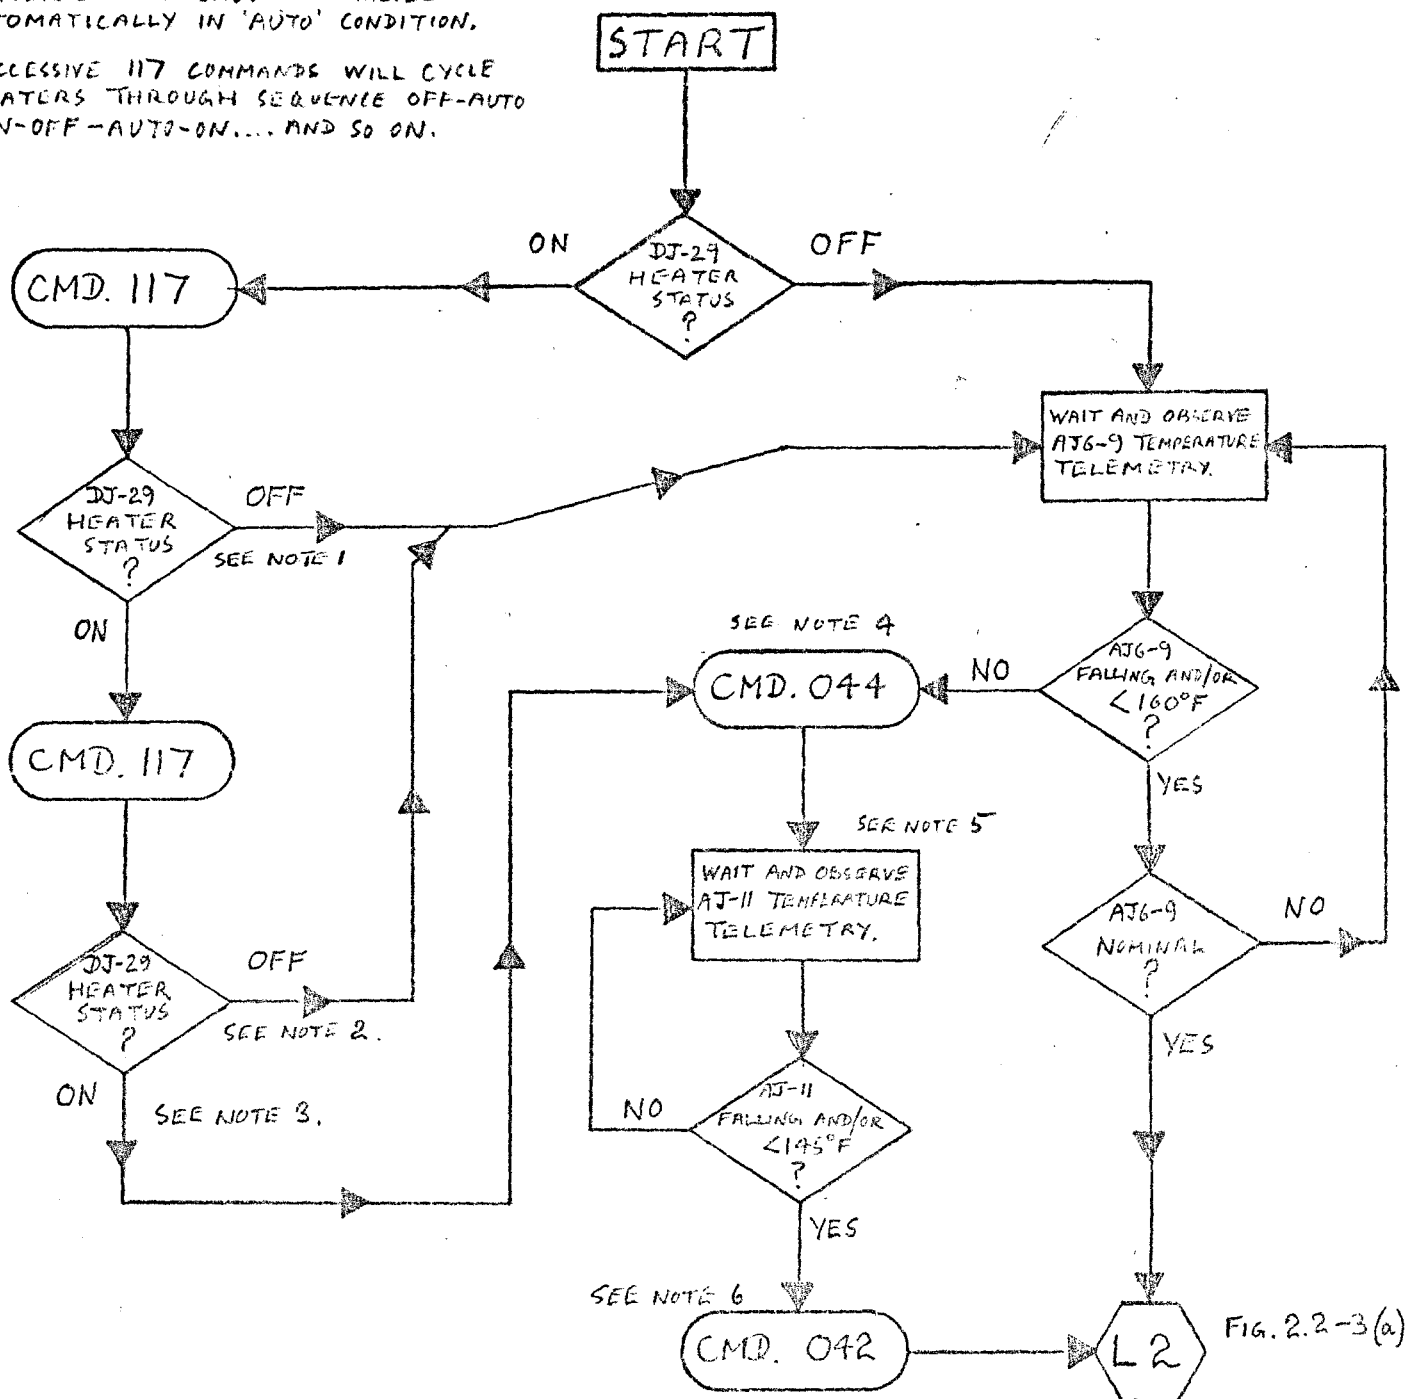 TOMATICALLY IN 'AUTO' CONDITION.
CCESSIVE 117 COMMANDS WILL CYCLE
ATERS THROUGH SEQUENCE OFF-AUTO
N-OFF-AUTO-ON.... AND SO ON.
START
ON
DJ-29
HEATER
STATUS
?
OFF
CMD. 117
WAIT AND OBSERVE
AJ6-9 TEMPERATURE
TELEMETRY.
DJ-29
HEATER
STATUS
?
OFF
SEE NOTE 1
ON
SEE NOTE 4
CMD. 044
NO
AJ6-9
FALLING AND/OR
<160°F
?
YES
CMD. 117
SEE NOTE 5
WAIT AND OBSERVE
AJ-11 TEMPERATURE
TELEMETRY.
AJ6-9
NOMINAL
?
NO
YES
DJ-29
HEATER
STATUS
?
OFF
SEE NOTE 2.
ON
SEE NOTE 3.
NO
AJ-11
FALLING AND/OR
<145°F
?
YES
SEE NOTE 6
CMD. 042
L2
FIG. 2.2-3(a)